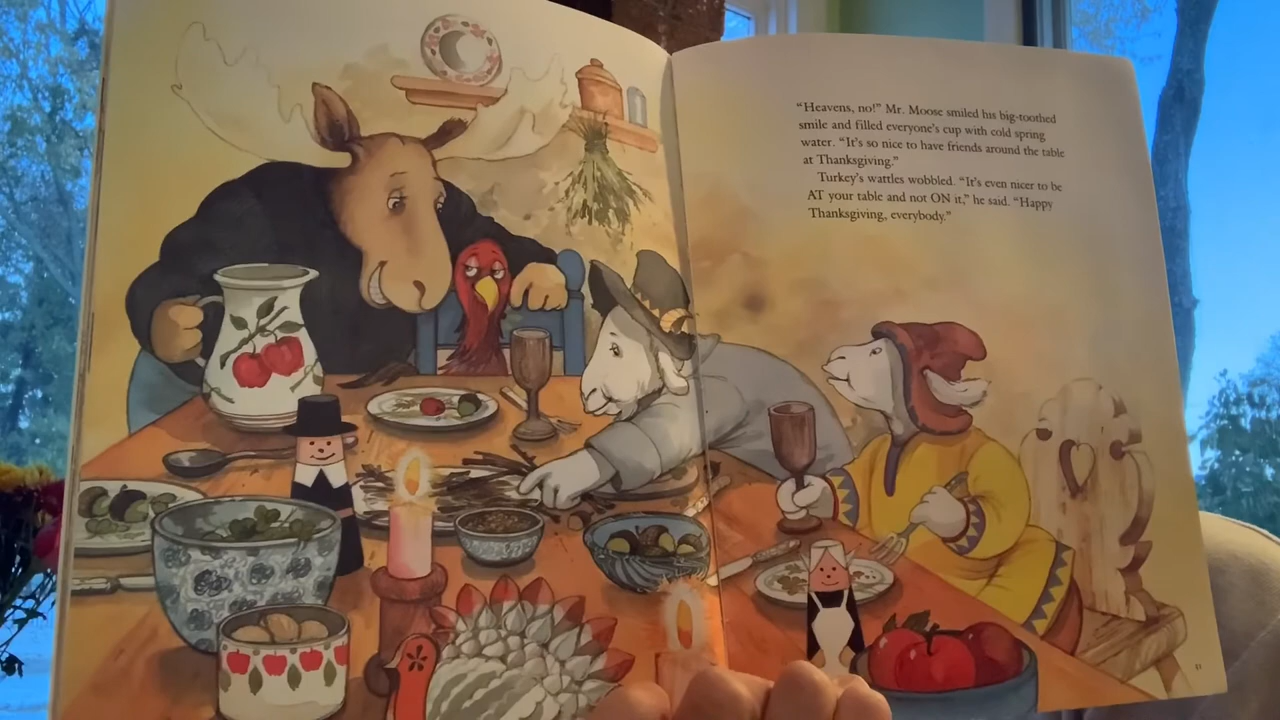 “Heavens, no!” Mr. Moose smiled his big-toothed
smile and filled everyone’s cup with cold spring
water. “It’s so nice to have friends around the table
at Thanksgiving.”
Turkey’s wattles wobbled. “It’s even nicer to be
AT your table and not ON it,” he said. “Happy
Thanksgiving, everybody.”